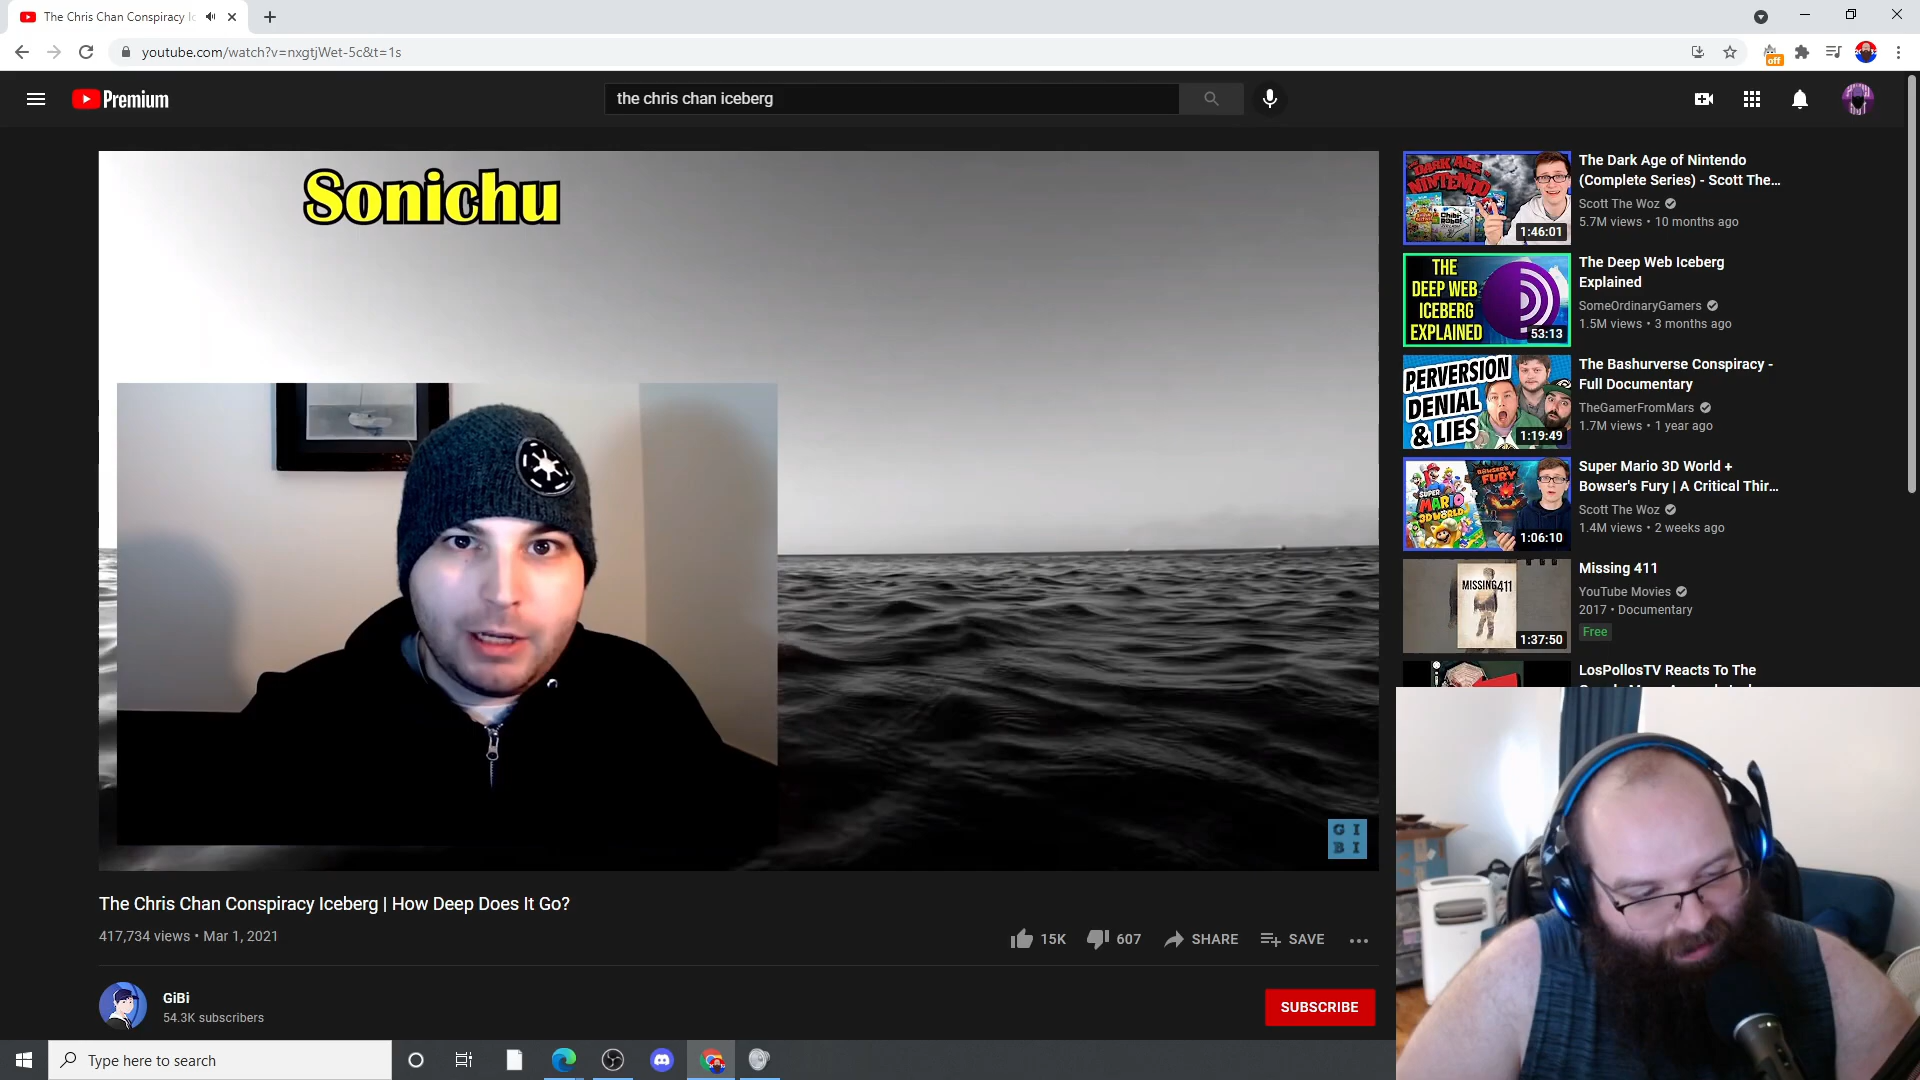 The Chris Chan Conspiracy Ic
youtube.com/watch?v=nxgtjWet-5c&t=1s
off
Premium
the chris chan iceberg
Sonichu
GI
BI
The Chris Chan Conspiracy Iceberg | How Deep Does It Go?
417,734 views • Mar 1, 2021
15K
607
SHARE
SAVE
GiBi
54.3K subscribers
SUBSCRIBE
DARK AGE
OF
NINTENDO
1:46:01
The Dark Age of Nintendo
(Complete Series) - Scott The...
Scott The Woz
5.7M views • 10 months ago
THE
DEEP WEB
ICEBERG
EXPLAINED
53:13
The Deep Web Iceberg
Explained
SomeOrdinaryGamers
1.5M views • 3 months ago
PERVERSION
DENIAL
& LIES
1:19:49
The Bashurverse Conspiracy -
Full Documentary
TheGamerFromMars
1.7M views • 1 year ago
SUPER
MARIO
3D WORLD
BOWSER'S
FURY
1:06:10
Super Mario 3D World +
Bowser's Fury | A Critical Thir...
Scott The Woz
1.4M views • 2 weeks ago
MISSING 411
1:37:50
Missing 411
YouTube Movies
2017 • Documentary
Free
LosPollosTV Reacts To The
Type here to search